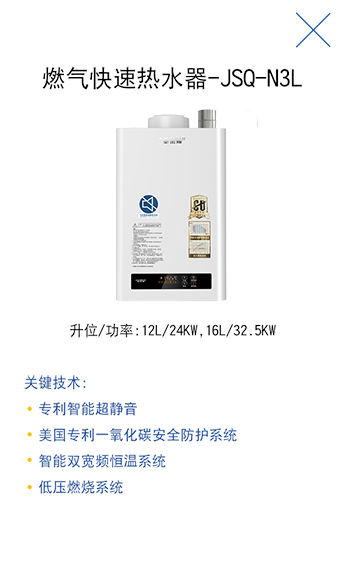 燃气快速热水器-JSQ-N3L
升位/功率:12L/24KW,16L/32.5KW
关键技术:
专利智能超静音
美国专利一氧化碳安全防护系统
智能双宽频恒温系统
低压燃烧系统